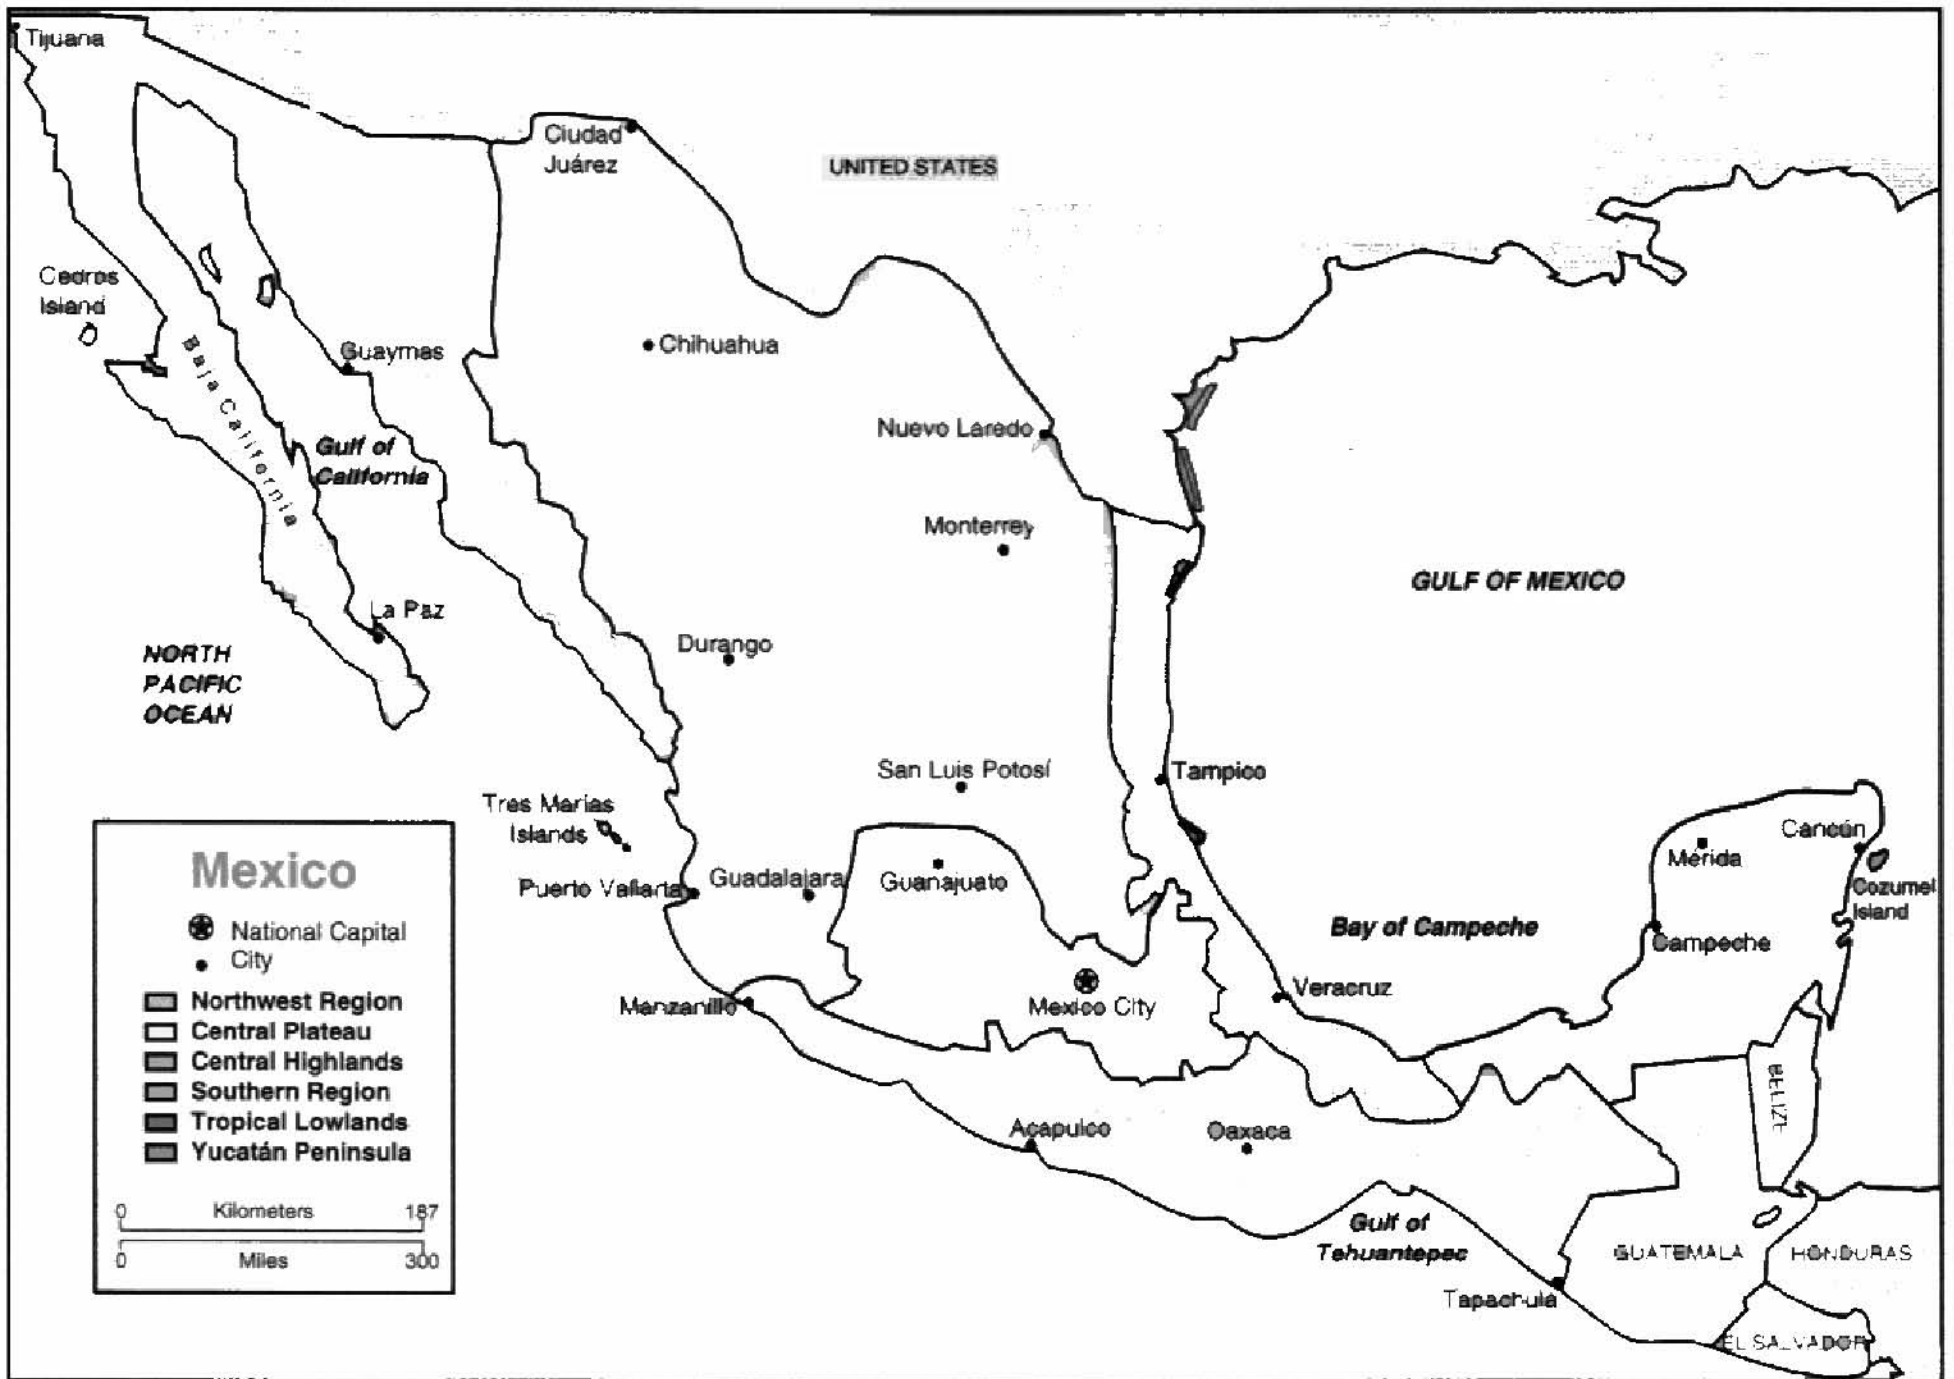 Tijuana
Ciudad
Juárez
UNITED STATES
Cedros
Island
Guaymas
Chihuahua
Baja California
Nuevo Laredo
Gulf of
California
Monterrey
GULF OF MEXICO
La Paz
Durango
NORTH
PACIFIC
OCEAN
San Luis Potosí
Tampico
Tres Marías
Islands
Cancún
Mérida
Puerto Vallarta
Guadalajara
Guanajuato
Cozumel
Island
Bay of Campeche
Campeche
Veracruz
Manzanillo
Mexico City
BELIZE
Acapulco
Oaxaca
Gulf of
Tehuantepec
GUATEMALA
HONDURAS
Tapachula
EL SALVADOR
Mexico
National Capital
City
Northwest Region
Central Plateau
Central Highlands
Southern Region
Tropical Lowlands
Yucatán Peninsula
0 Kilometers 187
0 Miles 300